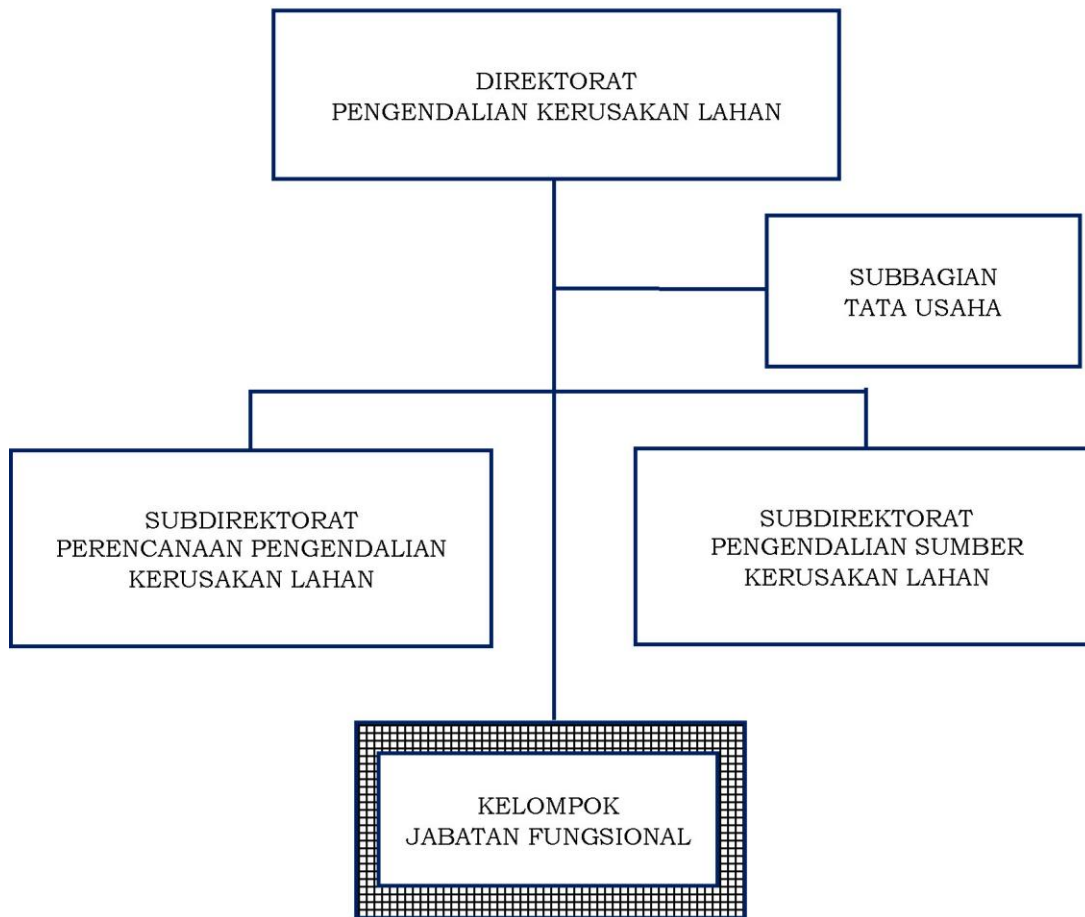 DIREKTORAT
PENGENDALIAN KERUSAKAN LAHAN
SUBBAGIAN
TATA USAHA
SUBDIREKTORAT
PERENCANAAN PENGENDALIAN
KERUSAKAN LAHAN
SUBDIREKTORAT
PENGENDALIAN SUMBER
KERUSAKAN LAHAN
KELOMPOK
JABATAN FUNGSIONAL